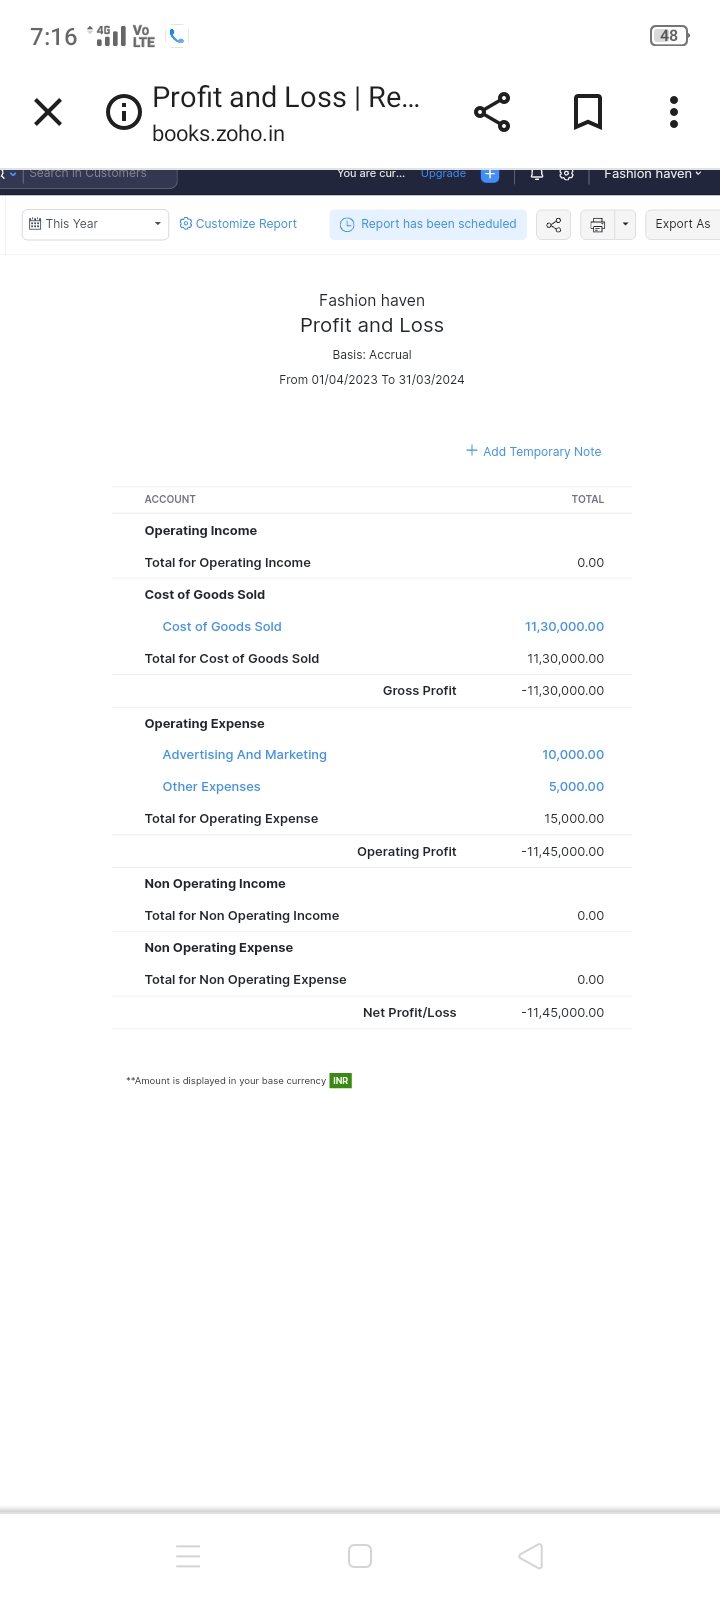 7:16 4G Vo LTE 48
Profit and Loss | Re...
books.zoho.in
Search in Customers You are cur... Upgrade Fashion haven
This Year Customize Report Report has been scheduled Export As
Fashion haven
Profit and Loss
Basis: Accrual
From 01/04/2023 To 31/03/2024
+ Add Temporary Note
ACCOUNT TOTAL
Operating Income
Total for Operating Income 0.00
Cost of Goods Sold
Cost of Goods Sold 11,30,000.00
Total for Cost of Goods Sold 11,30,000.00
Gross Profit -11,30,000.00
Operating Expense
Advertising And Marketing 10,000.00
Other Expenses 5,000.00
Total for Operating Expense 15,000.00
Operating Profit -11,45,000.00
Non Operating Income
Total for Non Operating Income 0.00
Non Operating Expense
Total for Non Operating Expense 0.00
Net Profit/Loss -11,45,000.00
**Amount is displayed in your base currency INR